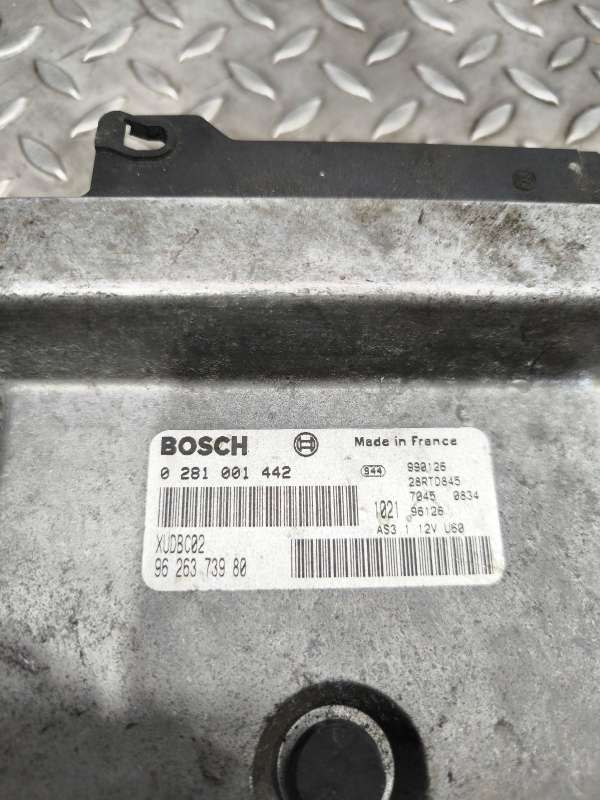 BOSCH Made in France
0 281 001 442 944 990126
28RTD845
7045 0834
1021 96126
AS3 1 12V U60
XUDBC02
96 263 739 80